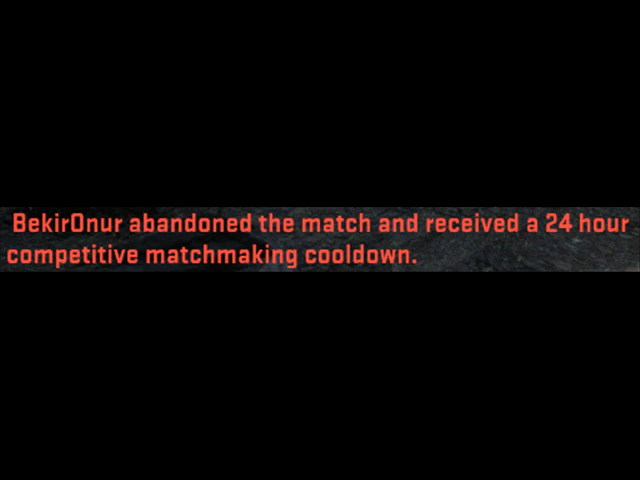 BekirOnur abandoned the match and received a 24 hour
competitive matchmaking cooldown.